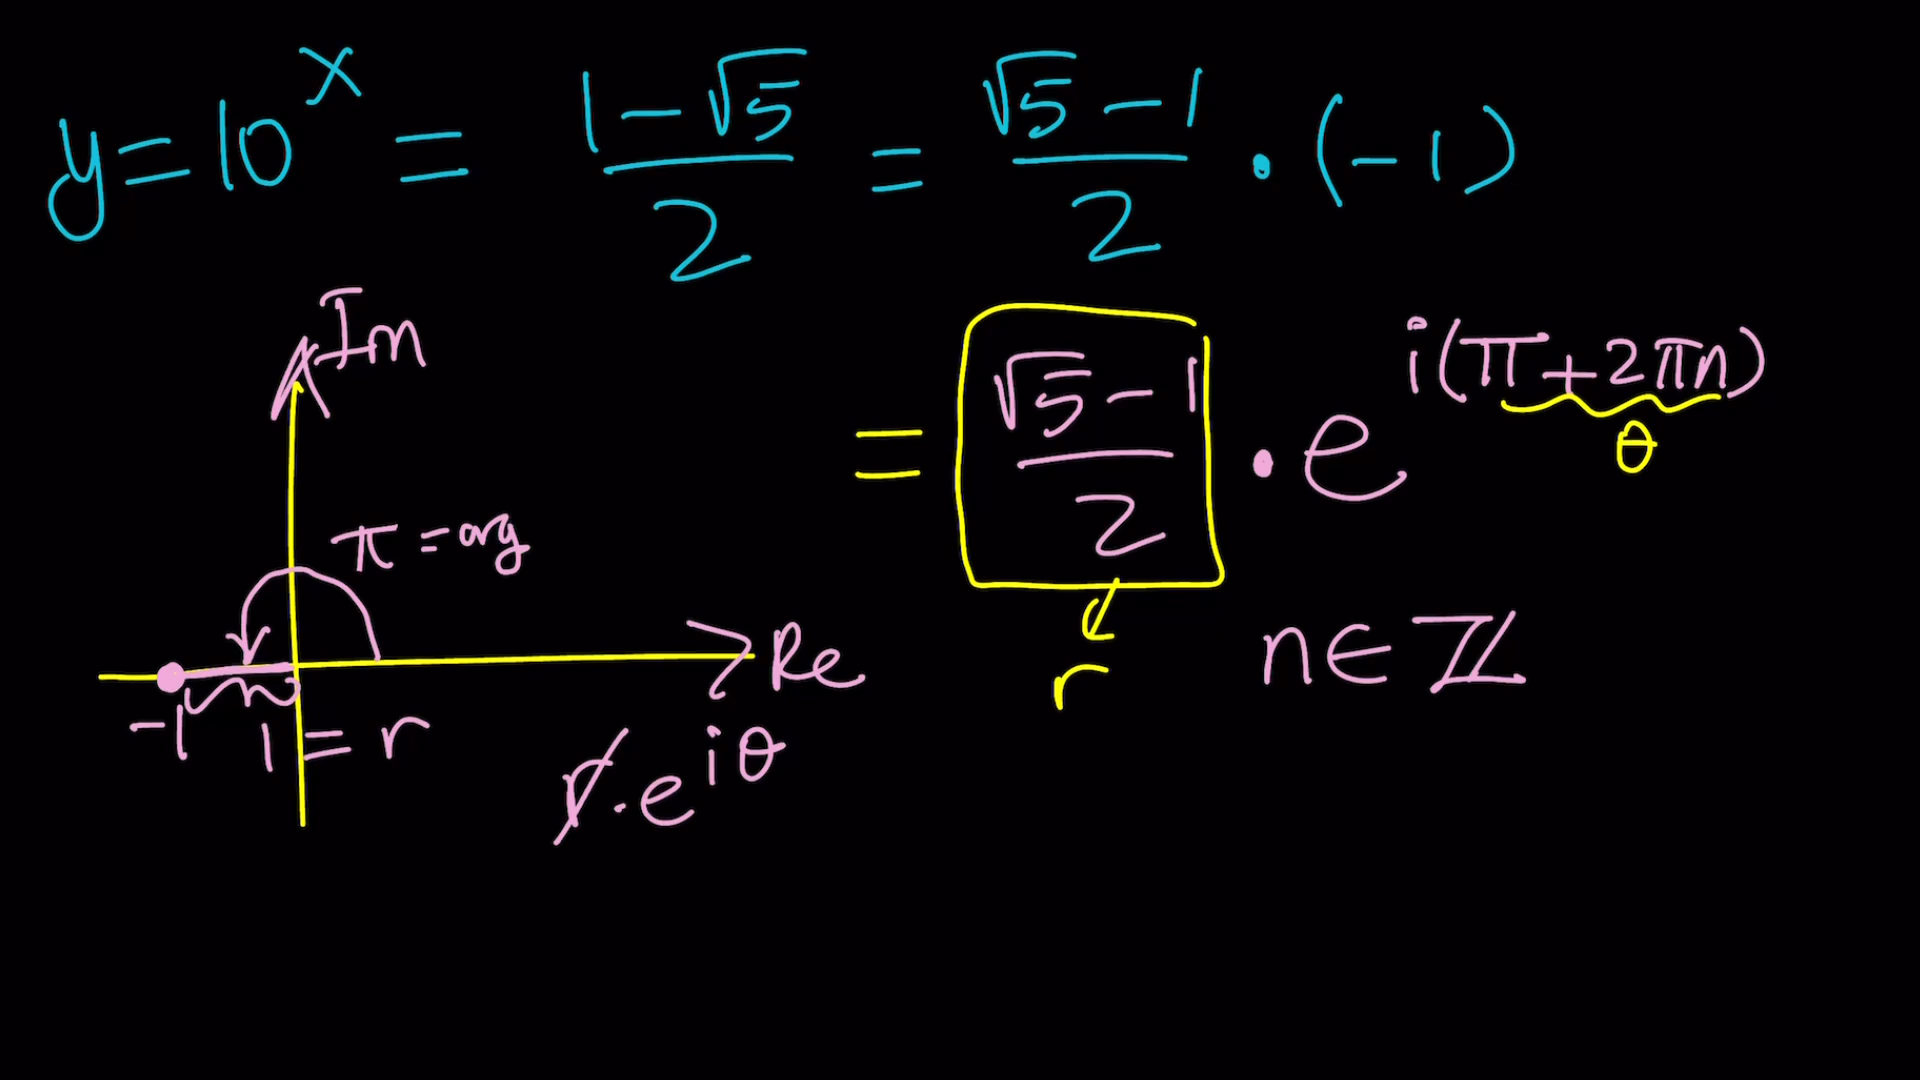 y = 10^x = (1 - √5)/2 = (√5 - 1)/2 · (-1)
Im
= (√5 - 1)/2 · e^{i(π + 2πn)}
θ
π = arg
Re
r
n ∈ ℤ
-1
1 = r
r · e^{iθ}